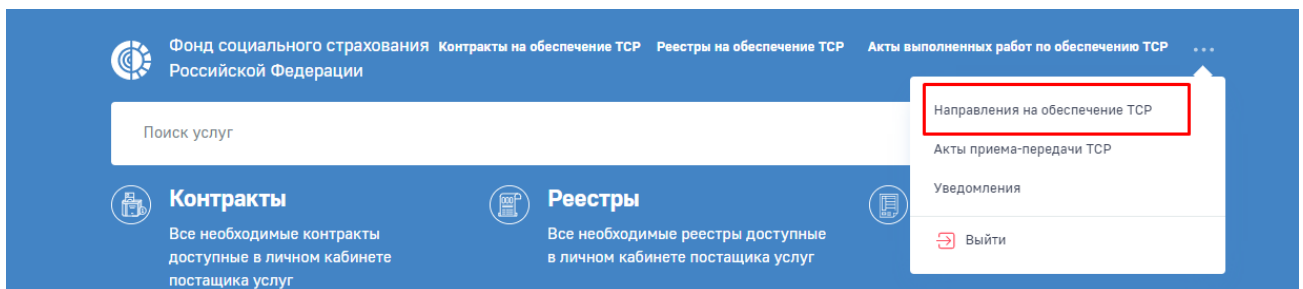 Фонд социального страхования
Российской Федерации
Контракты на обеспечение ТСР Реестры на обеспечение ТСР Акты выполненных работ по обеспечению ТСР ...
Направления на обеспечение ТСР
Акты приема-передачи ТСР
Уведомления
Выйти
Поиск услуг
Контракты
Все необходимые контракты
доступные в личном кабинете
постащика услуг
Реестры
Все необходимые реестры доступные
в личном кабинете постащика услуг